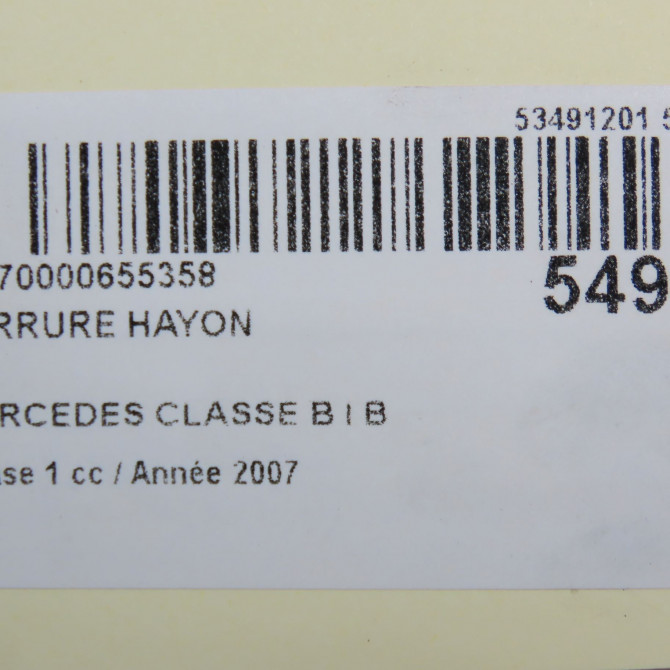 53491201 5
70000655358
549
RRURE HAYON
RCEDES CLASSE B I B
se 1 cc / Année 2007